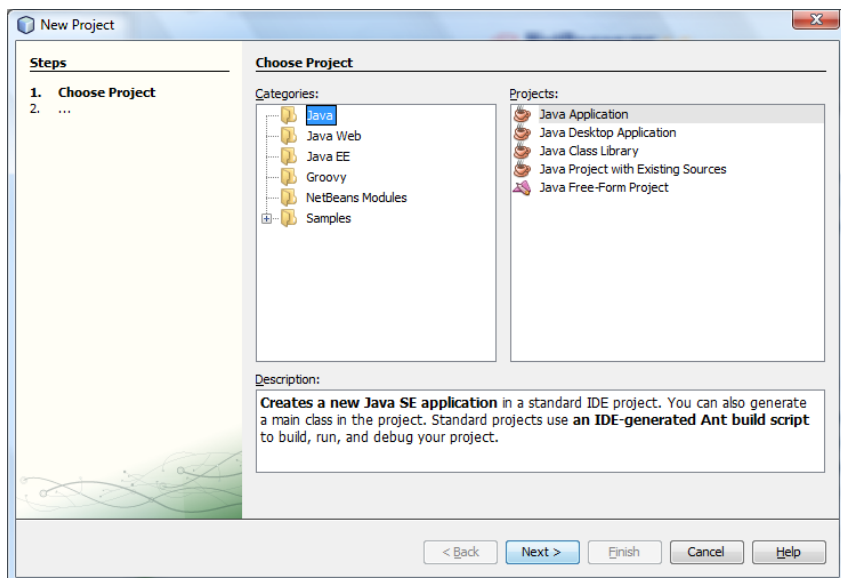 New Project
Steps
1. Choose Project
2. ...
Choose Project
Categories:
Java
Java Web
Java EE
Groovy
NetBeans Modules
Samples
Projects:
Java Application
Java Desktop Application
Java Class Library
Java Project with Existing Sources
Java Free-Form Project
Description:
Creates a new Java SE application in a standard IDE project. You can also generate
a main class in the project. Standard projects use an IDE-generated Ant build script
to build, run, and debug your project.
< Back
Next >
Finish
Cancel
Help